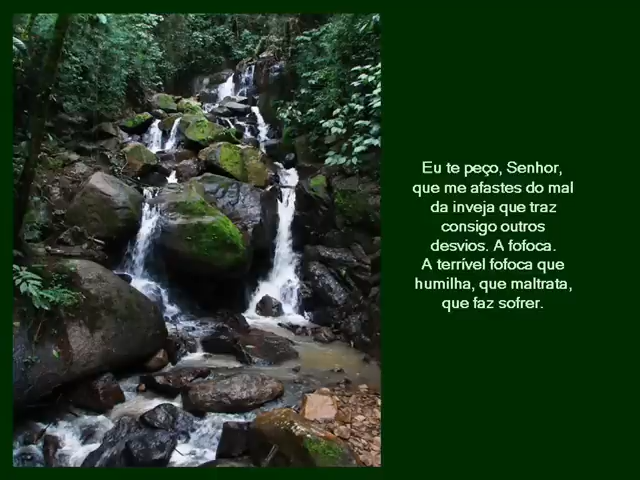 Eu te peço, Senhor,
que me afastes do mal
da inveja que traz
consigo outros
desvios. A fofoca.
A terrível fofoca que
humilha, que maltrata,
que faz sofrer.